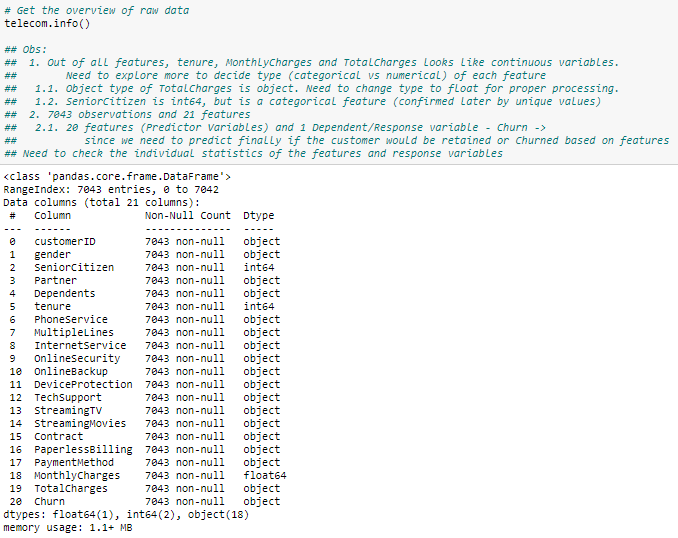 # Get the overview of raw data
telecom.info()
## Obs:
##  1. Out of all features, tenure, MonthlyCharges and TotalCharges Looks Like continuous variables.
##       Need to explore more to decide type (categorical vs numerical) of each feature
##   1.1. Object type of TotalCharges is object. Need to change type to float for proper processing.
##   1.2. SeniorCitizen is int64, but is a categorical feature (confirmed later by unique values)
##  2. 7043 observations and 21 features
##   2.1. 20 features (Predictor Variables) and 1 Dependent/Response variable - Churn ->
##          since we need to predict finally if the customer would be retained or Churned based on features
## Need to check the individual statistics of the features and response variables
<class 'pandas.core.frame.DataFrame'>
RangeIndex: 7043 entries, 0 to 7042
Data columns (total 21 columns):
 #   Column            Non-Null Count  Dtype
---  ------            --------------  -----
 0   customerID        7043 non-null   object
 1   gender            7043 non-null   object
 2   SeniorCitizen     7043 non-null   int64
 3   Partner           7043 non-null   object
 4   Dependents        7043 non-null   object
 5   tenure            7043 non-null   int64
 6   PhoneService      7043 non-null   object
 7   MultipleLines     7043 non-null   object
 8   InternetService   7043 non-null   object
 9   OnlineSecurity    7043 non-null   object
 10  OnlineBackup      7043 non-null   object
 11  DeviceProtection  7043 non-null   object
 12  TechSupport       7043 non-null   object
 13  StreamingTV       7043 non-null   object
 14  StreamingMovies   7043 non-null   object
 15  Contract          7043 non-null   object
 16  PaperlessBilling  7043 non-null   object
 17  PaymentMethod     7043 non-null   object
 18  MonthlyCharges    7043 non-null   float64
 19  TotalCharges      7043 non-null   object
 20  Churn             7043 non-null   object
dtypes: float64(1), int64(2), object(18)
memory usage: 1.1+ MB